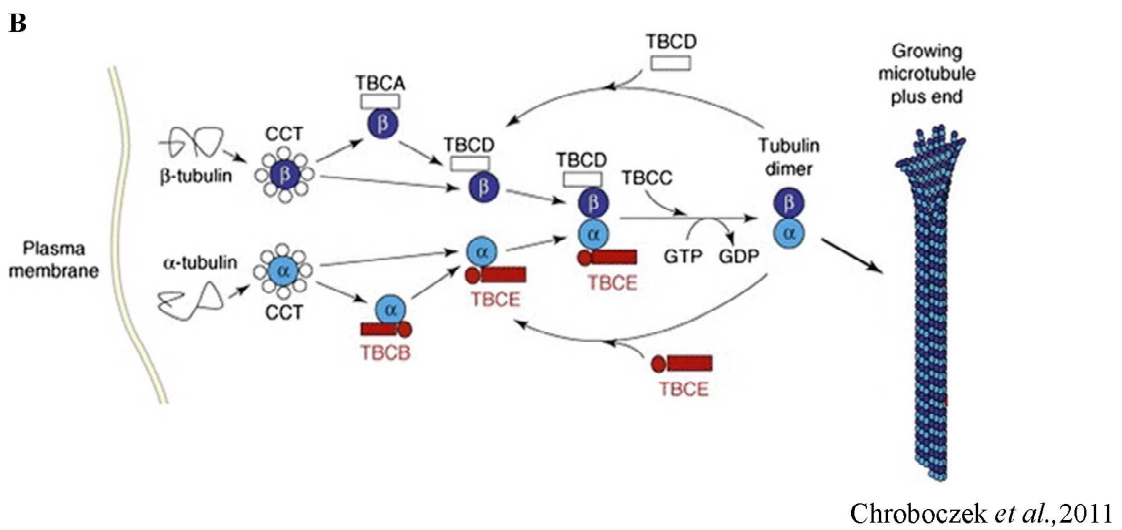 B
TBCD
Growing
microtubule
plus end
TBCA
β
CCT
TBCD
Tubulin
dimer
β-tubulin
β
β
TBCD
β
TBCC
β
α
α
GTP
GDP
Plasma
membrane
α-tubulin
α
CCT
α
TBCE
TBCE
α
TBCB
TBCE
Chroboczek et al.,2011